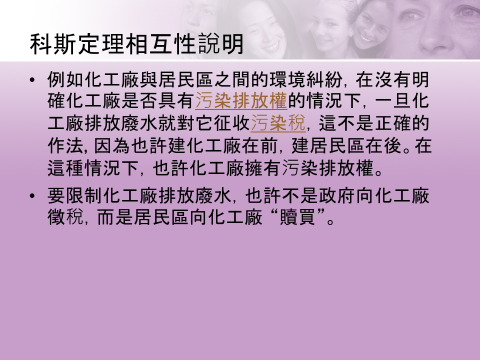 科斯定理相互性說明
• 例如化工廠與居民區之間的環境糾紛，在沒有明
確化工廠是否具有污染排放權的情況下，一旦化
工廠排放廢水就對它征收污染稅，這不是正確的
作法，因為也許建化工廠在前，建居民區在後。在
這種情況下，也許化工廠擁有污染排放權。
• 要限制化工廠排放廢水，也許不是政府向化工廠
徵稅，而是居民區向化工廠 “贖買”。